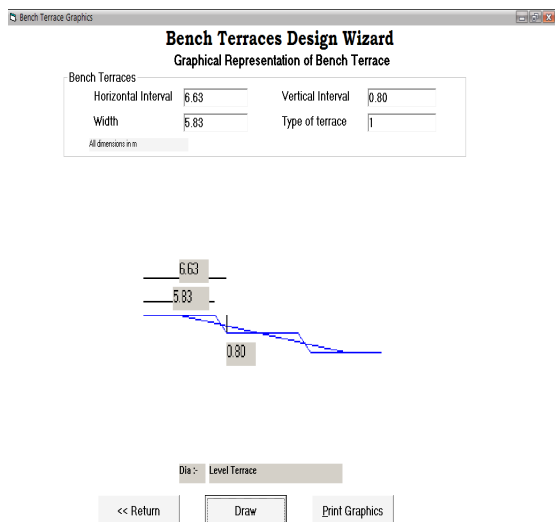 Bench Terrace Graphics
Bench Terraces Design Wizard
Graphical Representation of Bench Terrace
Bench Terraces
Horizontal Interval 6.63 Vertical Interval 0.80
Width 5.83 Type of terrace 1
All dimensions in m
6.63
5.83
0.80
Dia :- Level Terrace
<< Return Draw Print Graphics